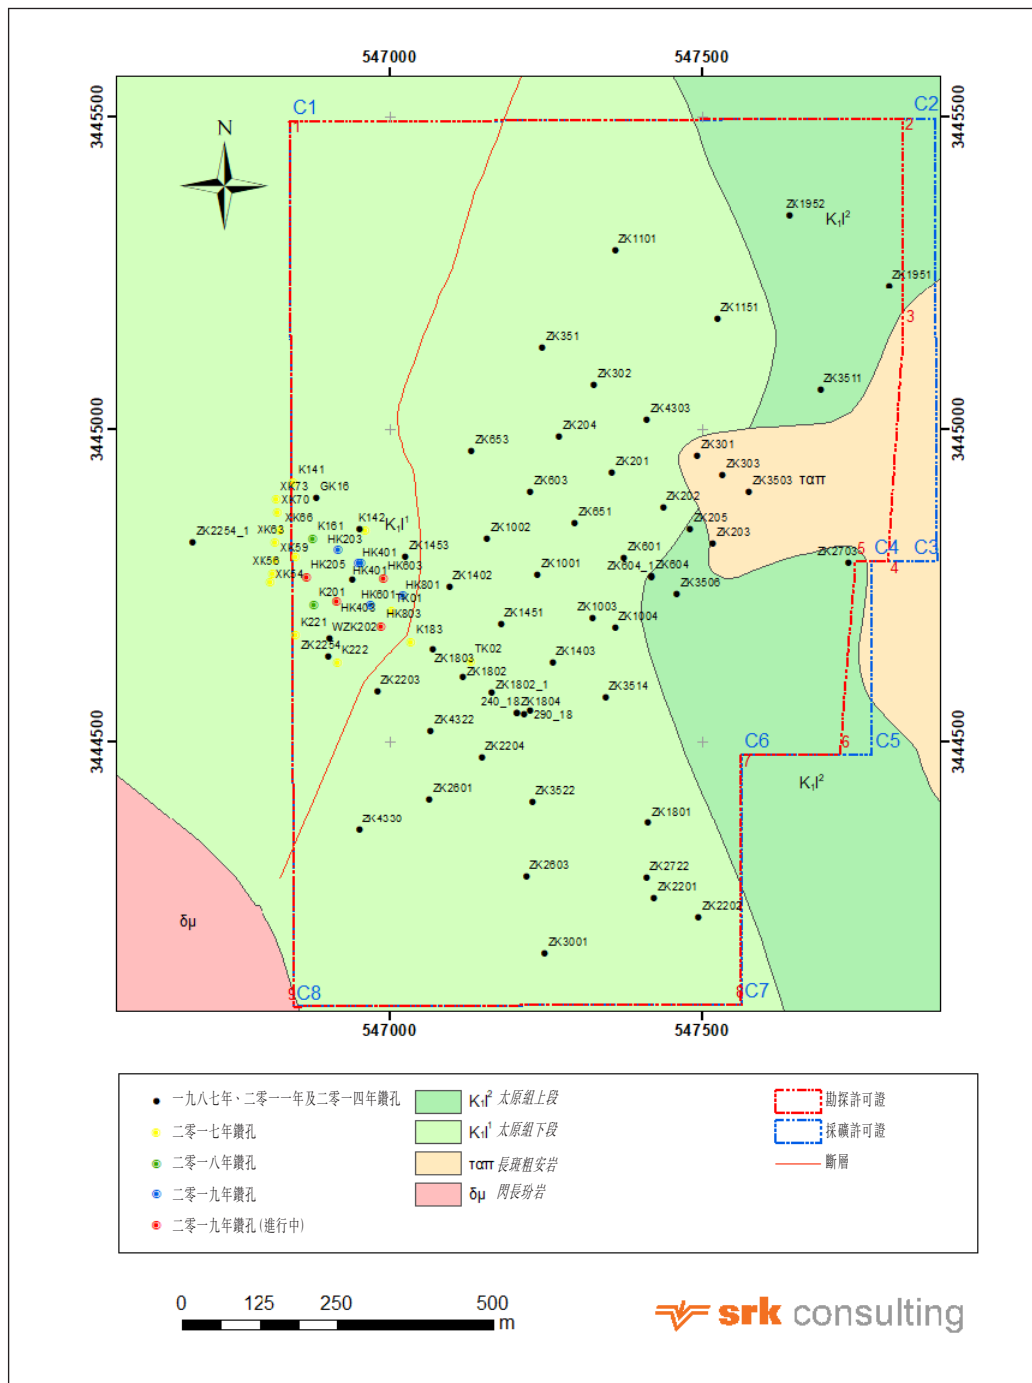 547000
547500
3445500
3445500
C1
C2
1
2
N
ZK1952
K₁l²
ZK1101
ZK1951
ZK1151
3
ZK351
ZK302
ZK3511
ZK4303
3445000
3445000
ZK204
ZK653
ZK301
K141
ZK201
ZK303
XK73
GK16
ZK603
ZK3503
ταπ
XK70
ZK202
XK66
K142
K₁l¹
ZK651
ZK205
XK63
K161
ZK1002
ZK203
ZK2254_1
HK203
ZK1453
XK59
HK401
ZK601
ZK2703
5
C4
C3
XK56
HK205
HK603
ZK1001
ZK604_1
ZK604
4
XK54
HK401
ZK1402
HK801
ZK3506
K201
HK601
TK01
HK403
HK803
ZK1003
K221
WZK202
ZK1451
ZK1004
K183
ZK2254
K222
TK02
ZK1803
ZK1403
ZK1802
ZK2203
ZK1802_1
ZK3514
240_18
ZK1804
290_18
ZK4322
3444500
3444500
ZK2204
C6
6
C5
7
ZK2601
ZK3522
K₁l²
ZK4330
ZK1801
ZK2603
ZK2722
ZK2201
ZK2202
δμ
ZK3001
9
C8
8
C7
547000
547500
一九八七年、二零一一年及二零一四年鑽孔
二零一七年鑽孔
二零一八年鑽孔
二零一九年鑽孔
二零一九年鑽孔(進行中)
K₁l² 太原組上段
K₁l¹ 太原組下段
ταπ 長斑粗安岩
δμ 閃長玢岩
勘探許可證
採礦許可證
斷層
0 125 250 500
m
srk consulting